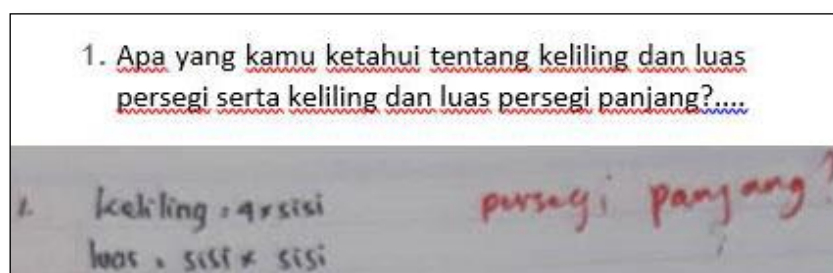 1. Apa yang kamu ketahui tentang keliling dan luas
persegi serta keliling dan luas persegi panjang?....
1. keliling = 4 x sisi
persegi panjang?
luas = sisi x sisi